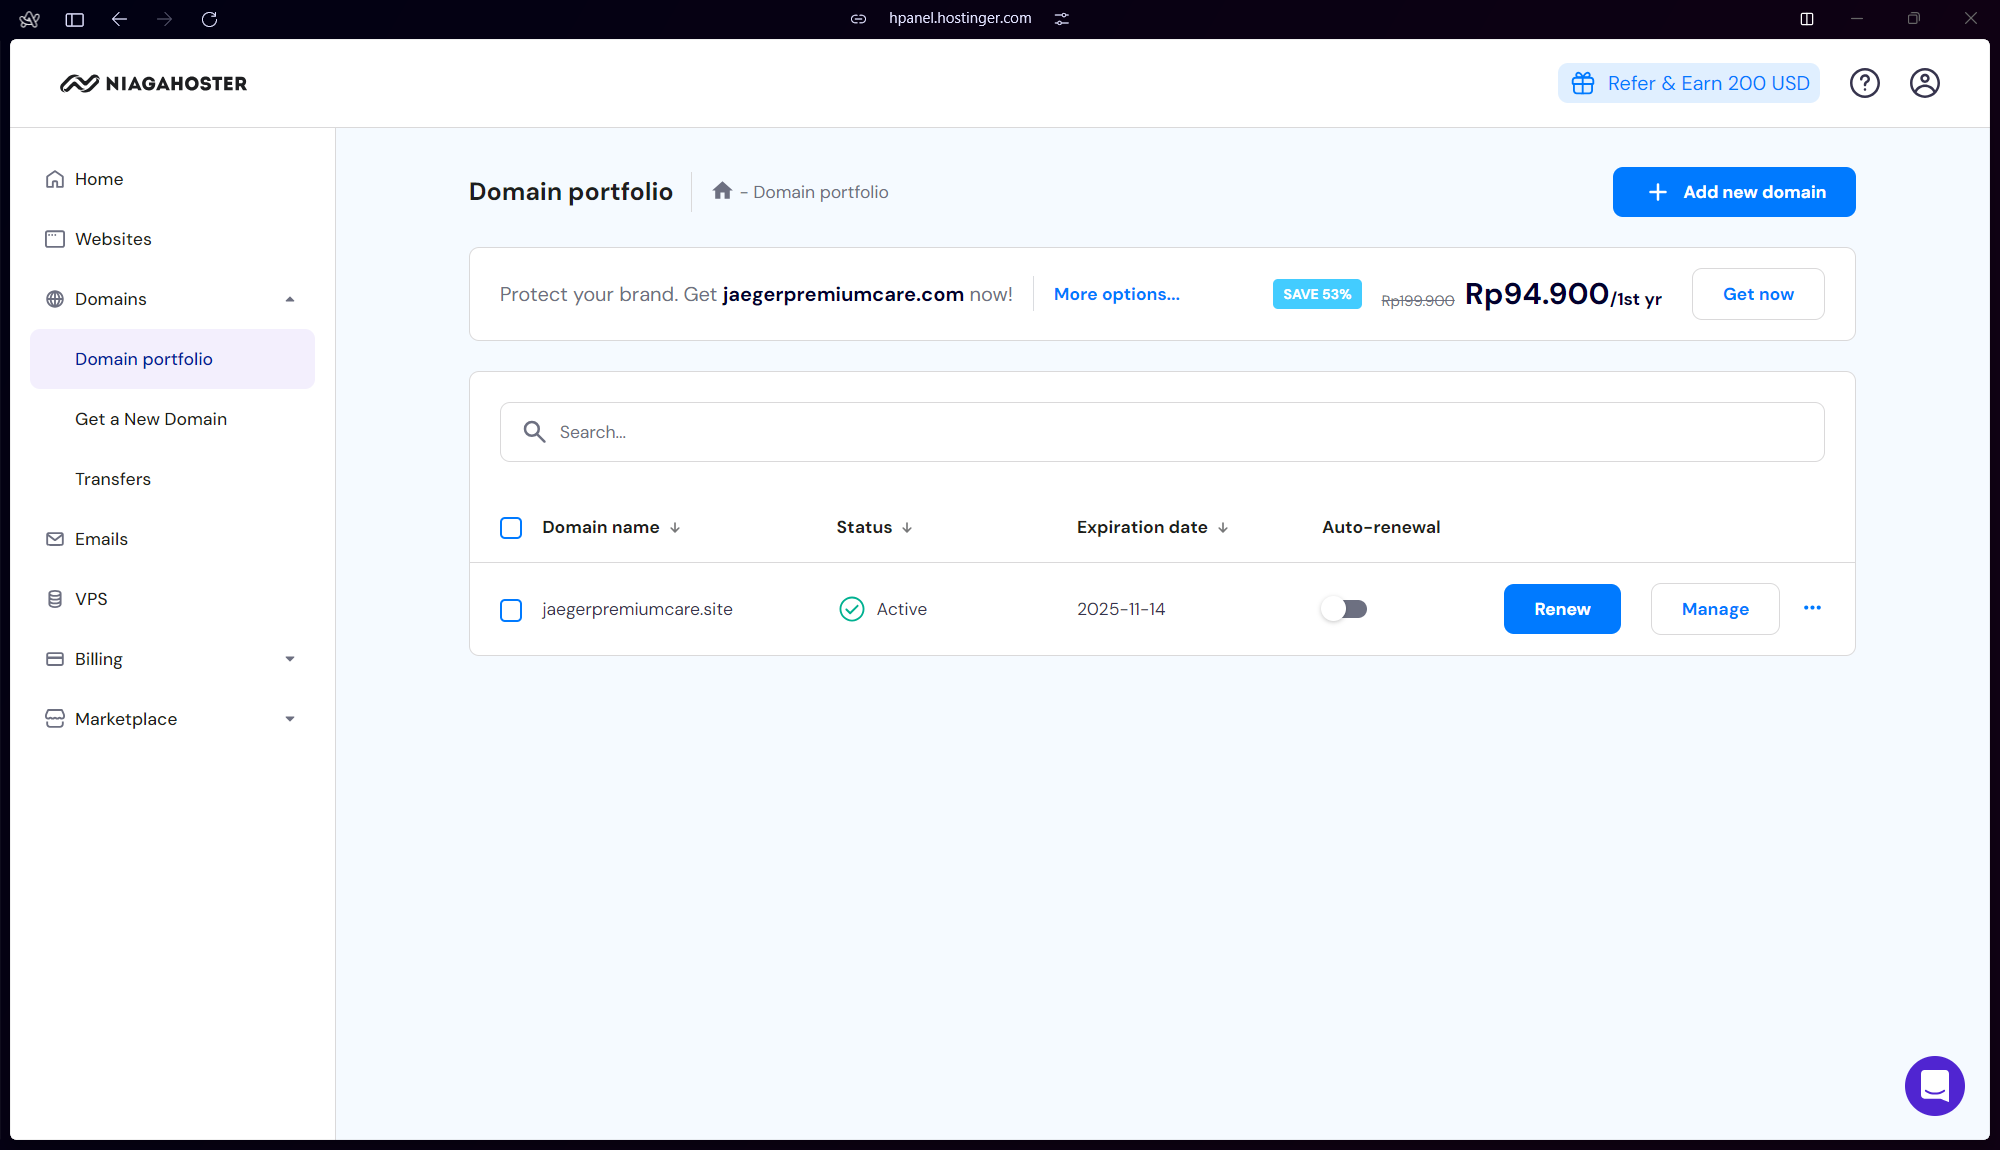 hpanel.hostinger.com
NIAGAHOSTER
Refer & Earn 200 USD
Home
Websites
Domains
Domain portfolio
Get a New Domain
Transfers
Emails
VPS
Billing
Marketplace
Domain portfolio
- Domain portfolio
Add new domain
Protect your brand. Get jaegerpremiumcare.com now!
More options...
SAVE 53%
Rp199.900
Rp94.900/1st yr
Get now
Search...
Domain name
Status
Expiration date
Auto-renewal
jaegerpremiumcare.site
Active
2025-11-14
Renew
Manage